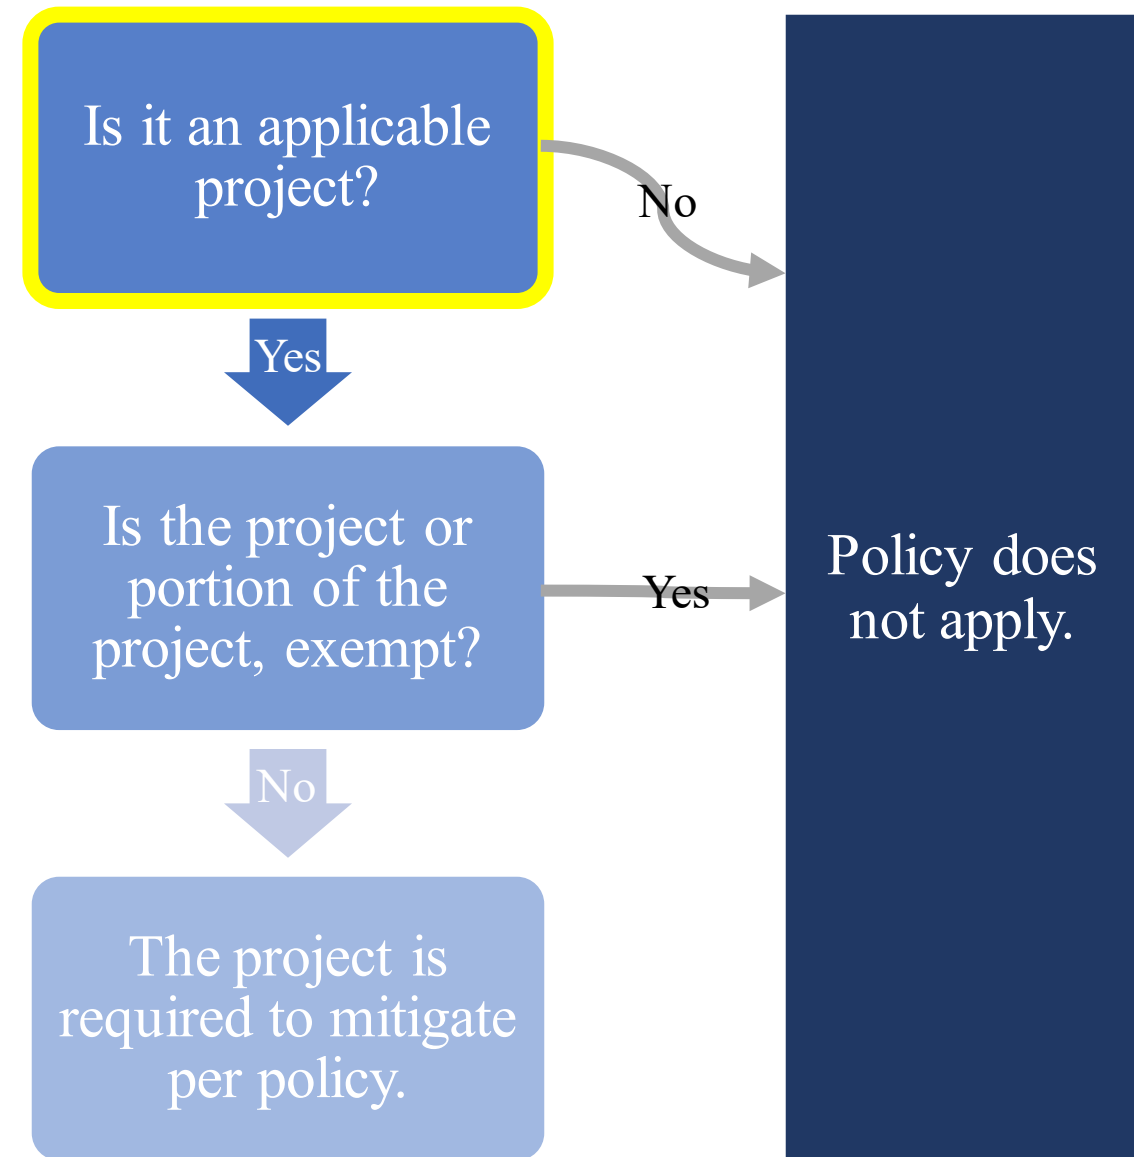 Is it an applicable
project?
No
Yes
Is the project or
portion of the
project, exempt?
Yes
Policy does
not apply.
No
The project is
required to mitigate
per policy.